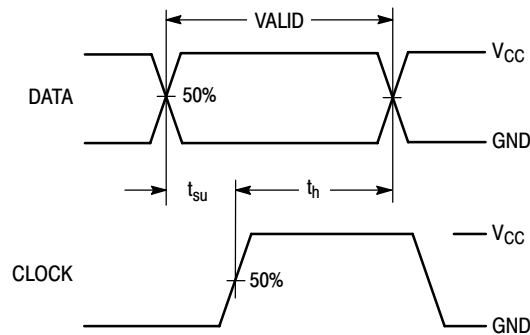 VALID
VCC
DATA
50%
GND
tsu
th
VCC
CLOCK
50%
GND